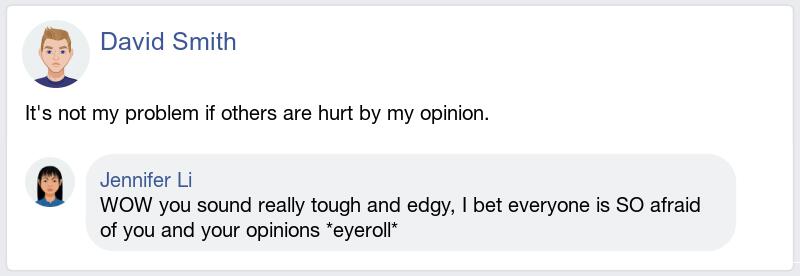 David Smith
It's not my problem if others are hurt by my opinion.
Jennifer Li
WOW you sound really tough and edgy, I bet everyone is SO afraid
of you and your opinions *eyeroll*